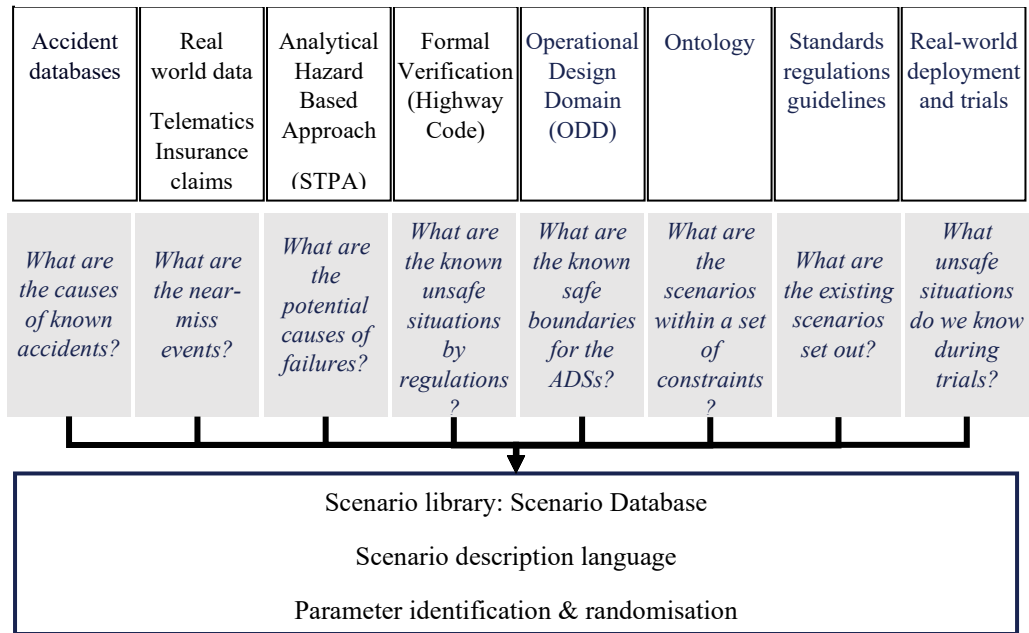 Accident
databases
Real
world data
Telematics
Insurance
claims
Analytical
Hazard
Based
Approach
(STPA)
Formal
Verification
(Highway
Code)
Operational
Design
Domain
(ODD)
Ontology
Standards
regulations
guidelines
Real-world
deployment
and trials
What are
the causes
of known
accidents?
What are
the near-
miss
events?
What are
the
potential
causes of
failures?
What are
the known
unsafe
situations
by
regulations
?
What are
the known
safe
boundaries
for the
ADSs?
What are
the
scenarios
within a set
of
constraints
?
What are
the existing
scenarios
set out?
What
unsafe
situations
do we know
during
trials?
Scenario library: Scenario Database
Scenario description language
Parameter identification & randomisation